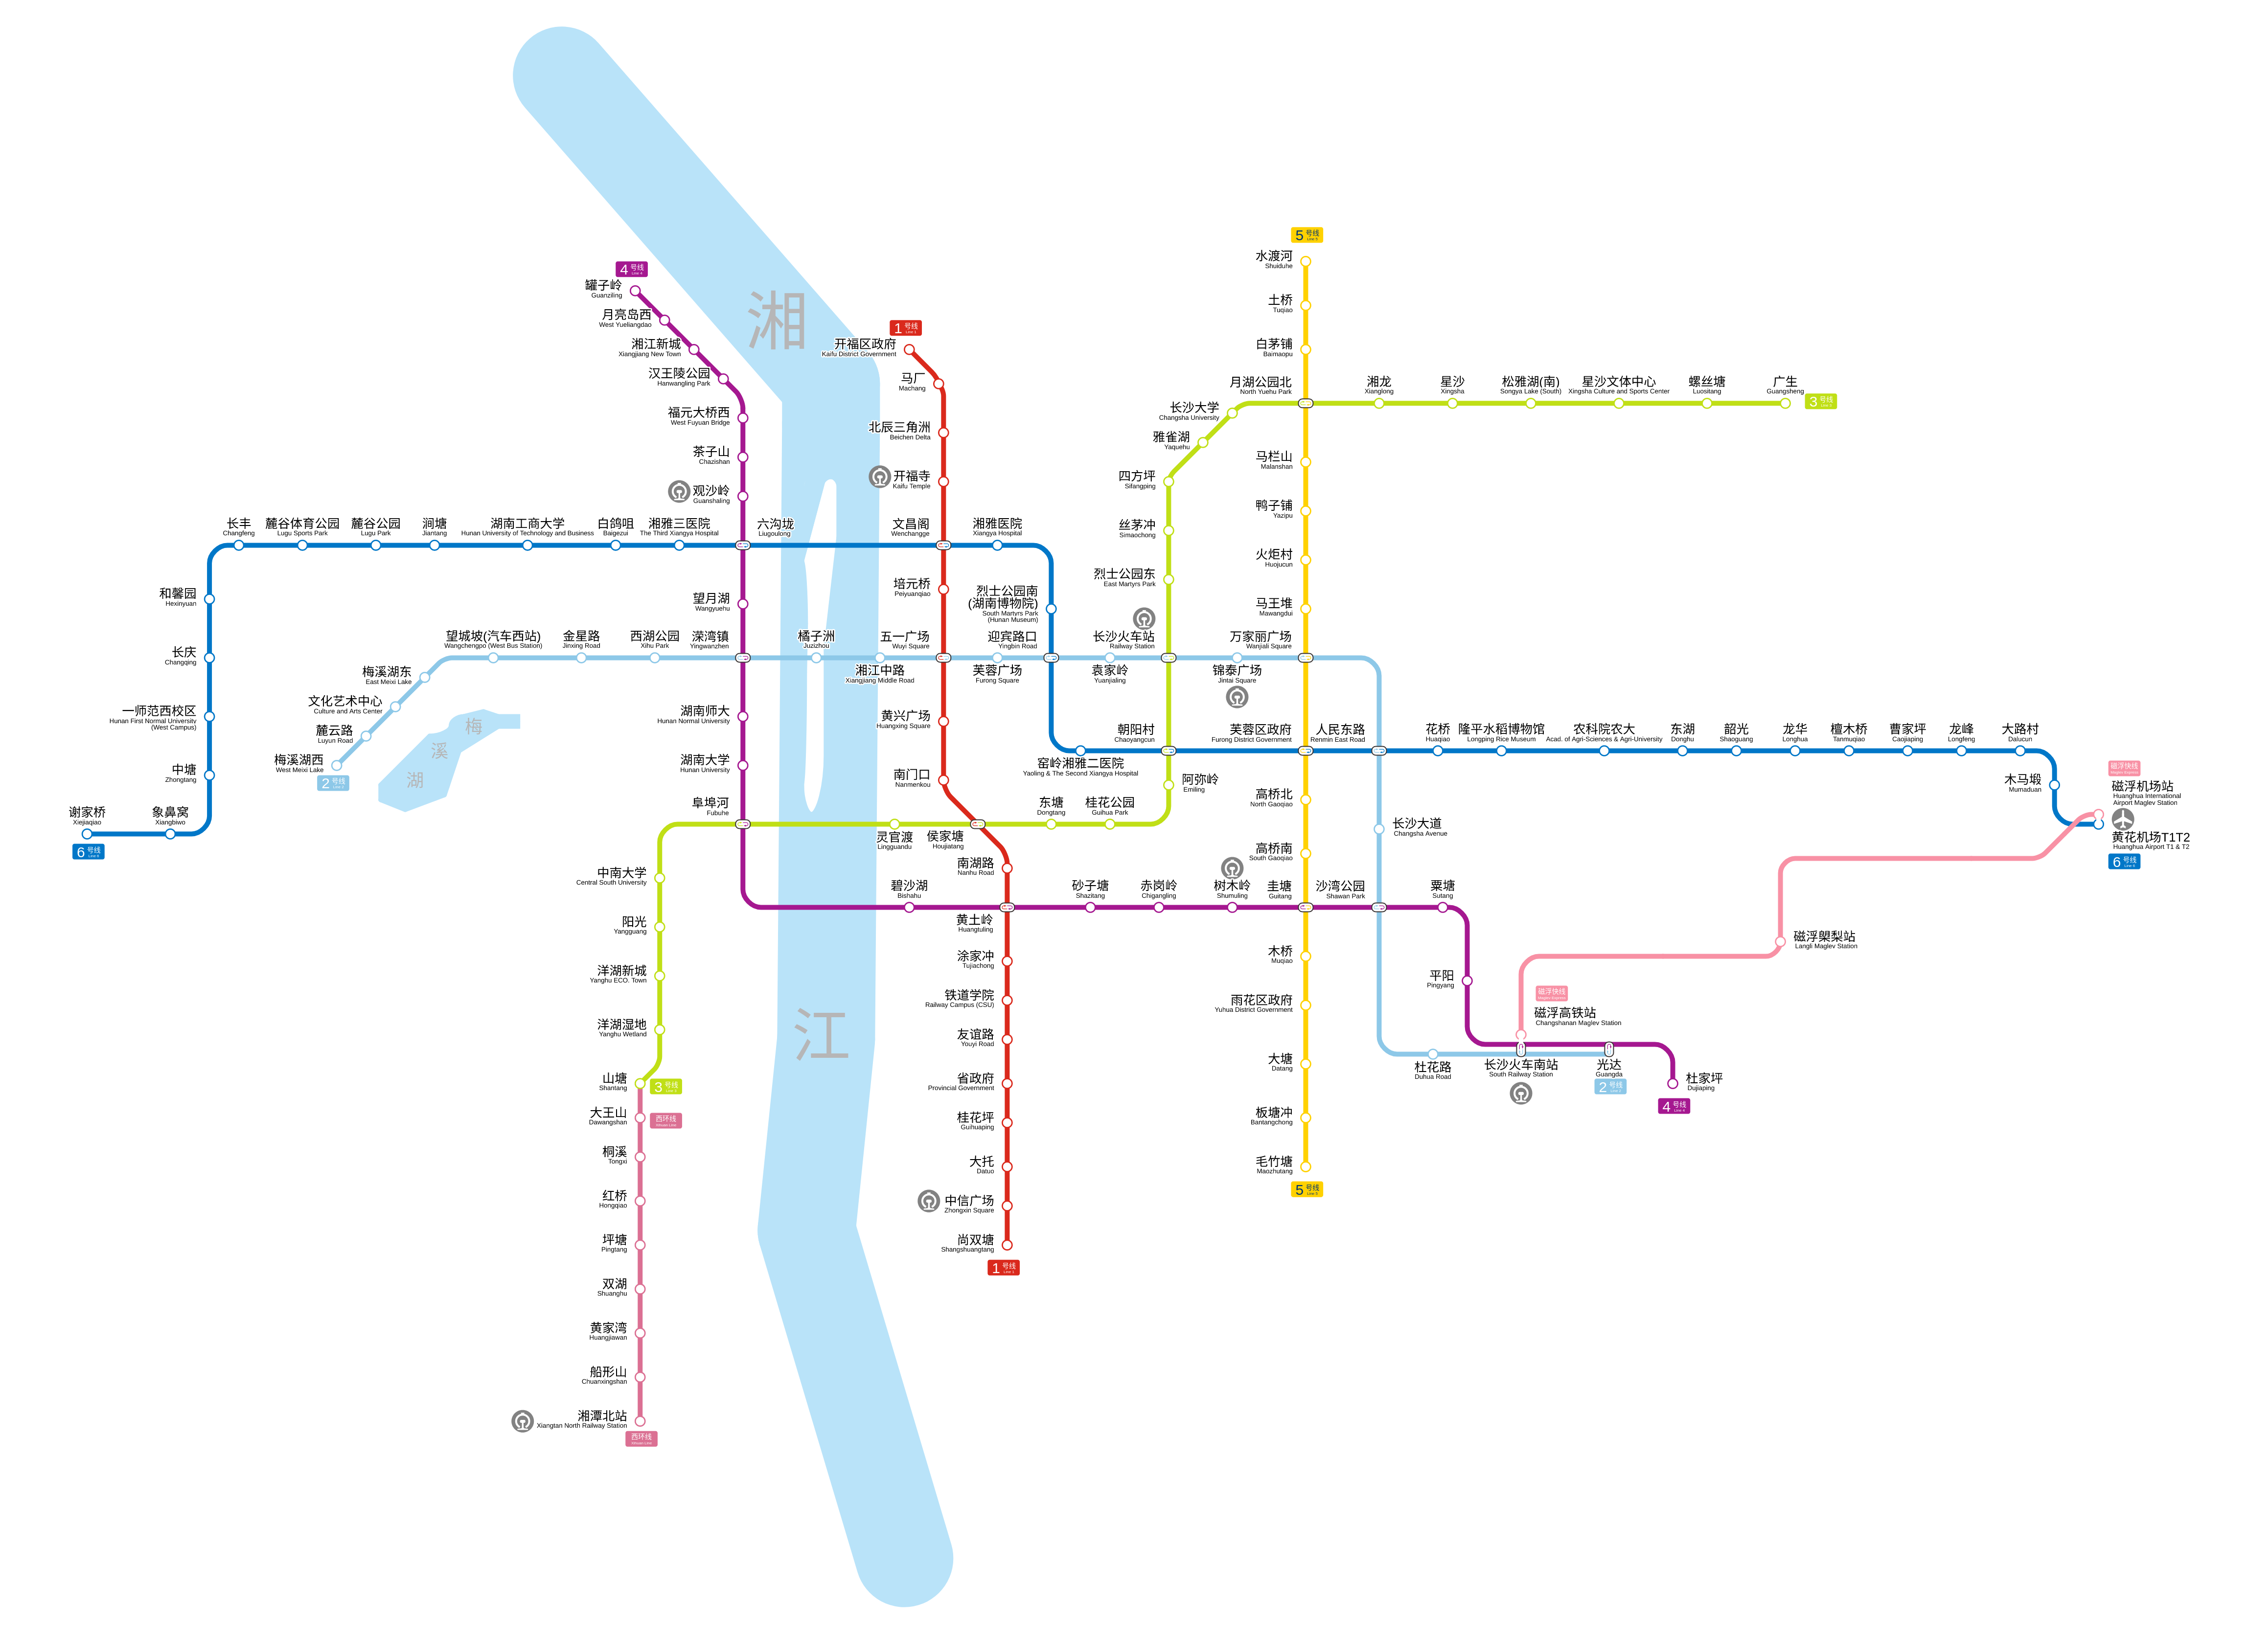 5 号线
Line 5
水渡河
Shuiduhe
土桥
Tuqiao
白茅铺
Baimaopu
月湖公园北
North Yuehu Park
马栏山
Malanshan
鸭子铺
Yazipu
火炬村
Huojucun
马王堆
Mawangdui
万家丽广场
Wanjiali Square
芙蓉区政府
Furong District Government
高桥北
North Gaoqiao
高桥南
South Gaoqiao
圭塘
Guitang
木桥
Muqiao
雨花区政府
Yuhua District Government
大塘
Datang
板塘冲
Bantangchong
毛竹塘
Maozhutang
5 号线
Line 5
4 号线
Line 4
罐子岭
Guanziling
月亮岛西
West Yueliangdao
湘江新城
Xiangjiang New Town
汉王陵公园
Hanwangling Park
福元大桥西
West Fuyuan Bridge
茶子山
Chazishan
观沙岭
Guanshaling
六沟垅
Liugoulong
望月湖
Wangyuehu
溁湾镇
Yingwanzhen
湖南师大
Hunan Normal University
湖南大学
Hunan University
阜埠河
Fubuhe
碧沙湖
Bishahu
黄土岭
Huangtuling
砂子塘
Shazitang
赤岗岭
Chigangling
树木岭
Shumuling
沙湾公园
Shawan Park
粟塘
Sutang
平阳
Pingyang
长沙火车南站
South Railway Station
光达
Guangda
2 号线
Line 2
杜家坪
Dujiaping
4 号线
Line 4
湘
江
1 号线
Line 1
开福区政府
Kaifu District Government
马厂
Machang
北辰三角洲
Beichen Delta
开福寺
Kaifu Temple
文昌阁
Wenchangge
培元桥
Peiyuanqiao
五一广场
Wuyi Square
黄兴广场
Huangxing Square
南门口
Nanmenkou
侯家塘
Houjiatang
南湖路
Nanhu Road
涂家冲
Tujiachong
铁道学院
Railway Campus (CSU)
友谊路
Youyi Road
省政府
Provincial Government
桂花坪
Guihuaping
大托
Datuo
中信广场
Zhongxin Square
尚双塘
Shangshuangtang
1 号线
Line 1
长沙大学
Changsha University
雅雀湖
Yaquehu
四方坪
Sifangping
丝茅冲
Simaochong
烈士公园东
East Martyrs Park
长沙火车站
Railway Station
朝阳村
Chaoyangcun
阿弥岭
Emiling
桂花公园
Guihua Park
东塘
Dongtang
灵官渡
Lingguandu
中南大学
Central South University
阳光
Yangguang
洋湖新城
Yanghu ECO. Town
洋湖湿地
Yanghu Wetland
山塘
Shantang
3 号线
Line 3
湘龙
Xianglong
星沙
Xingsha
松雅湖(南)
Songya Lake (South)
星沙文体中心
Xingsha Culture and Sports Center
螺丝塘
Luositang
广生
Guangsheng
3 号线
Line 3
长丰
Changfeng
麓谷体育公园
Lugu Sports Park
麓谷公园
Lugu Park
涧塘
Jiantang
湖南工商大学
Hunan University of Technology and Business
白鸽咀
Baigezui
湘雅三医院
The Third Xiangya Hospital
湘雅医院
Xiangya Hospital
烈士公园南
(湖南博物院)
South Martyrs Park
(Hunan Museum)
和馨园
Hexinyuan
长庆
Changqing
一师范西校区
Hunan First Normal University
(West Campus)
中塘
Zhongtang
象鼻窝
Xiangbiwo
谢家桥
Xiejiaqiao
6 号线
Line 6
望城坡(汽车西站)
Wangchengpo (West Bus Station)
金星路
Jinxing Road
西湖公园
Xihu Park
橘子洲
Juzizhou
湘江中路
Xiangjiang Middle Road
芙蓉广场
Furong Square
迎宾路口
Yingbin Road
袁家岭
Yuanjialing
锦泰广场
Jintai Square
梅溪湖东
East Meixi Lake
文化艺术中心
Culture and Arts Center
麓云路
Luyun Road
梅溪湖西
West Meixi Lake
2 号线
Line 2
梅
溪
湖
窑岭湘雅二医院
Yaoling & The Second Xiangya Hospital
人民东路
Renmin East Road
花桥
Huaqiao
隆平水稻博物馆
Longping Rice Museum
农科院农大
Acad. of Agri-Sciences & Agri-University
东湖
Donghu
韶光
Shaoguang
龙华
Longhua
檀木桥
Tanmuqiao
曹家坪
Caojiaping
龙峰
Longfeng
大路村
Dalucun
木马塅
Mumaduan
磁浮快线
Maglev Express
磁浮机场站
Huanghua International
Airport Maglev Station
黄花机场T1T2
Huanghua Airport T1 & T2
6 号线
Line 6
长沙大道
Changsha Avenue
杜花路
Duhua Road
磁浮㮾梨站
Langli Maglev Station
磁浮快线
Maglev Express
磁浮高铁站
Changshanan Maglev Station
大王山
Dawangshan
西环线
Xihuan Line
桐溪
Tongxi
红桥
Hongqiao
坪塘
Pingtang
双湖
Shuanghu
黄家湾
Huangjiawan
船形山
Chuanxingshan
湘潭北站
Xiangtan North Railway Station
西环线
Xihuan Line